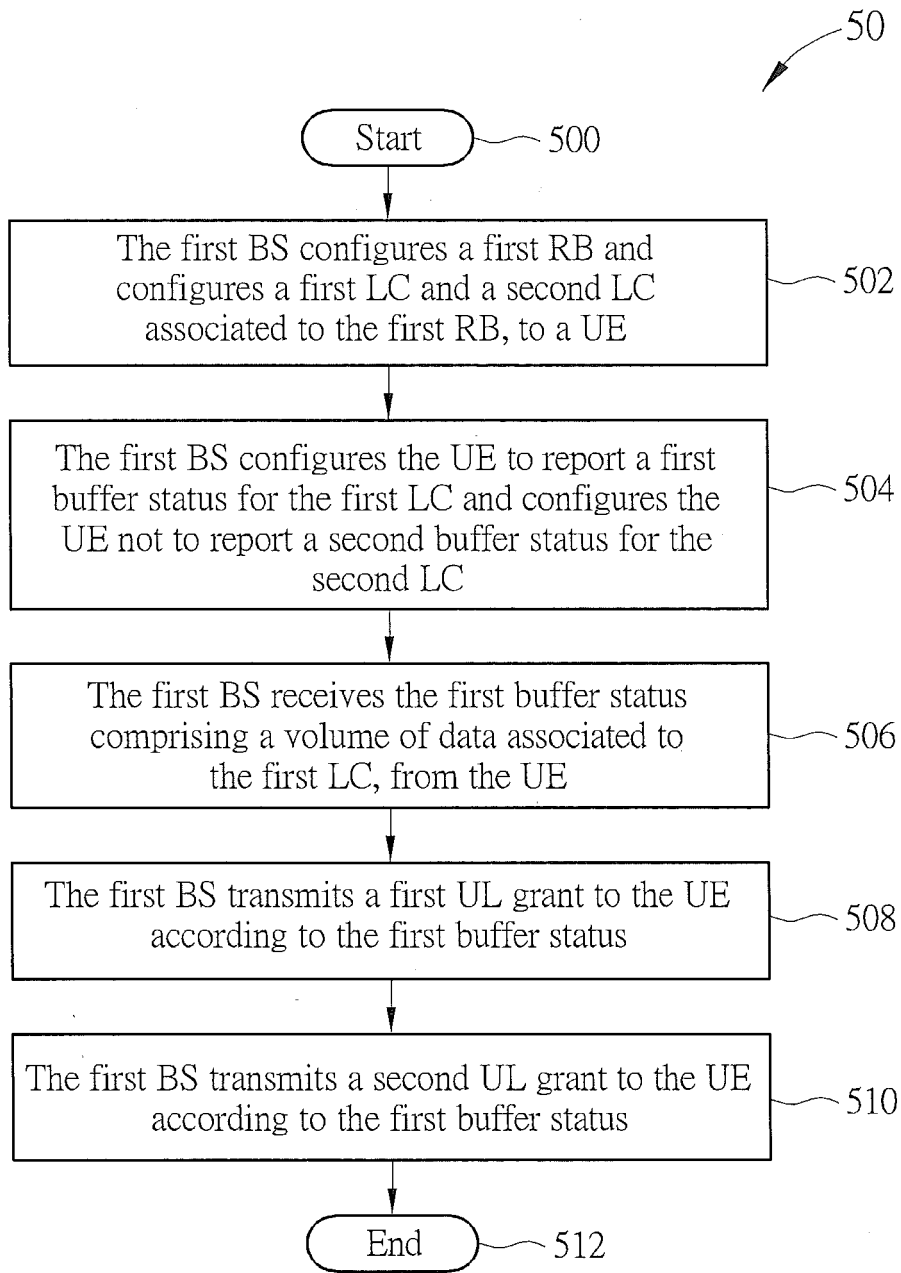 50
Start
500
The first BS configures a first RB and
configures a first LC and a second LC
associated to the first RB, to a UE
502
The first BS configures the UE to report a first
buffer status for the first LC and configures the
UE not to report a second buffer status for the
second LC
504
The first BS receives the first buffer status
comprising a volume of data associated to
the first LC, from the UE
506
The first BS transmits a first UL grant to the UE
according to the first buffer status
508
The first BS transmits a second UL grant to the UE
according to the first buffer status
510
End
512